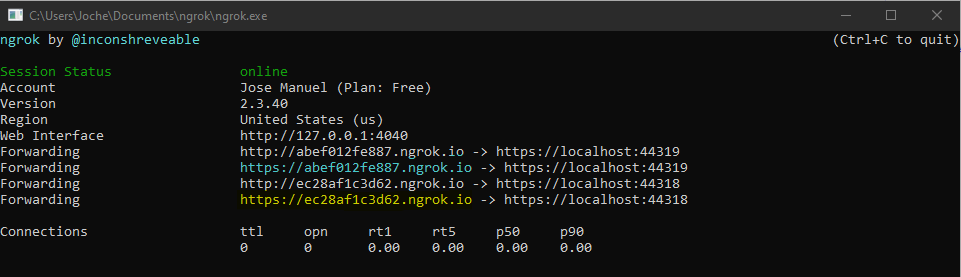 C:\Users\Joche\Documents\ngrok\ngrok.exe
ngrok by @inconshreveable (Ctrl+C to quit)
Session Status online
Account Jose Manuel (Plan: Free)
Version 2.3.40
Region United States (us)
Web Interface http://127.0.0.1:4040
Forwarding http://abef012fe887.ngrok.io -> https://localhost:44319
Forwarding https://abef012fe887.ngrok.io -> https://localhost:44319
Forwarding http://ec28af1c3d62.ngrok.io -> https://localhost:44318
Forwarding https://ec28af1c3d62.ngrok.io -> https://localhost:44318
Connections ttl opn rt1 rt5 p50 p90
0 0 0.00 0.00 0.00 0.00